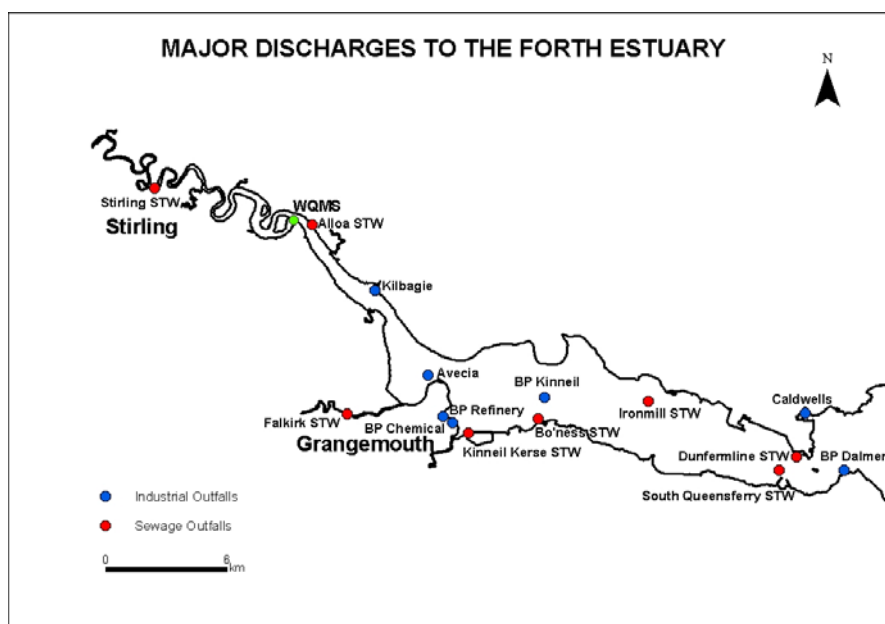 MAJOR DISCHARGES TO THE FORTH ESTUARY
N
Stirling STW
Stirling
WQMS
Alloa STW
Kilbagie
Avecia
BP Kinneil
BP Refinery
Falkirk STW
BP Chemical
Grangemouth
Kinneil Kerse STW
Bo'ness STW
Ironmill STW
Caldwells
Dunfermline STW
BP Dalmen
South Queensferry STW
Industrial Outfalls
Sewage Outfalls
0 6
km